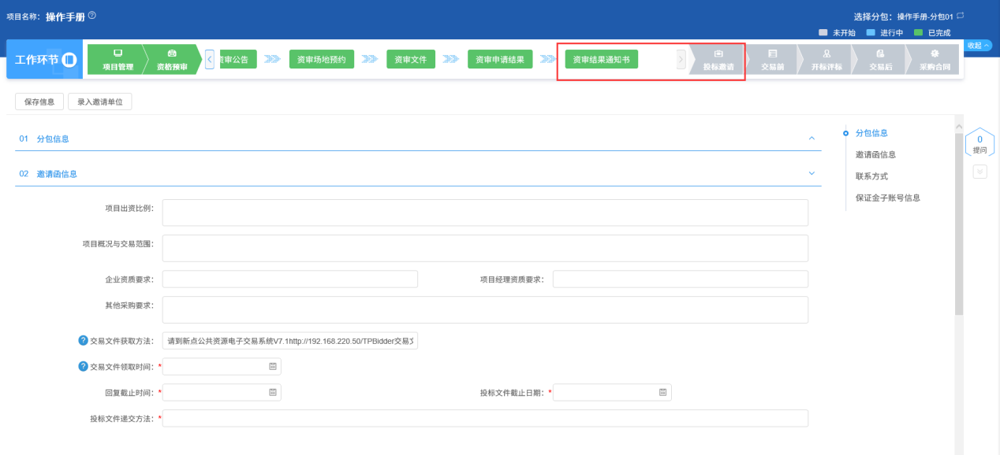 项目名称: 操作手册
选择分包: 操作手册-分包01
未开始 进行中 已完成
工作环节
项目管理
资格预审
资审公告
资审场地预约
资审文件
资审申请结果
资审结果通知书
投标邀请
交易前
开标评标
交易后
采购合同
收起
保存信息
录入邀请单位
01 分包信息
02 邀请函信息
项目出资比例:
项目概况与交易范围:
企业资质要求:
项目经理资质要求:
其他采购要求:
交易文件获取方法: 请到新点公共资源电子交易系统V7.1http://192.168.220.50/TPBidder交易文
交易文件领取时间: *
回复截止时间: *
投标文件截止日期: *
投标文件递交方法: *
分包信息
邀请函信息
联系方式
保证金子账号信息
0
提问